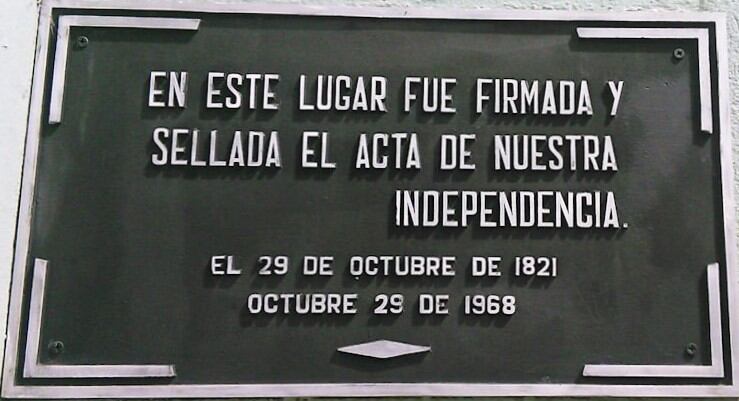 EN ESTE LUGAR FUE FIRMADA Y
SELLADA EL ACTA DE NUESTRA
INDEPENDENCIA.
EL 29 DE OCTUBRE DE 1821
OCTUBRE 29 DE 1968